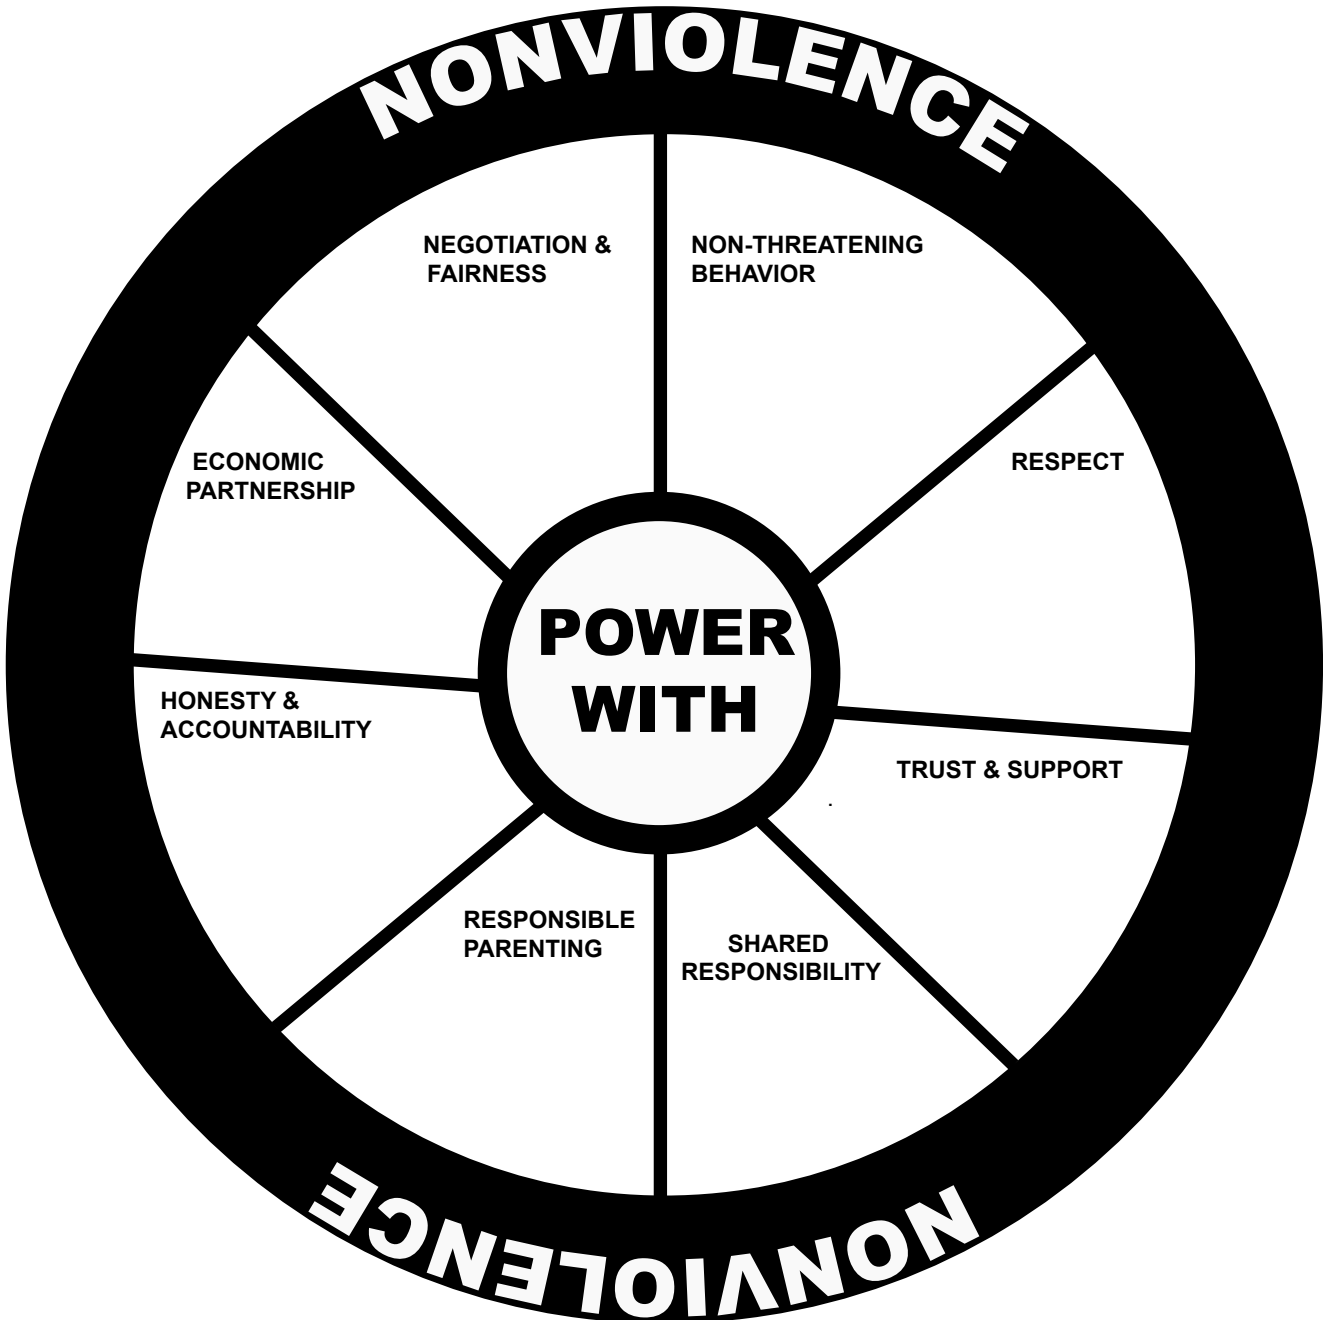 NONVIOLENCE
NEGOTIATION &
FAIRNESS
NON-THREATENING
BEHAVIOR
ECONOMIC
PARTNERSHIP
RESPECT
POWER
WITH
HONESTY &
ACCOUNTABILITY
TRUST & SUPPORT
RESPONSIBLE
PARENTING
SHARED
RESPONSIBILITY
NONVIOLENCE